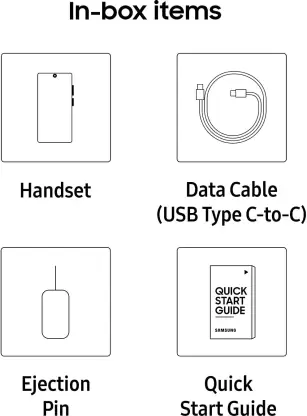 In-box items
Handset
Data Cable
(USB Type C-to-C)
QUICK
START
GUIDE
SAMSUNG
Ejection
Pin
Quick
Start Guide